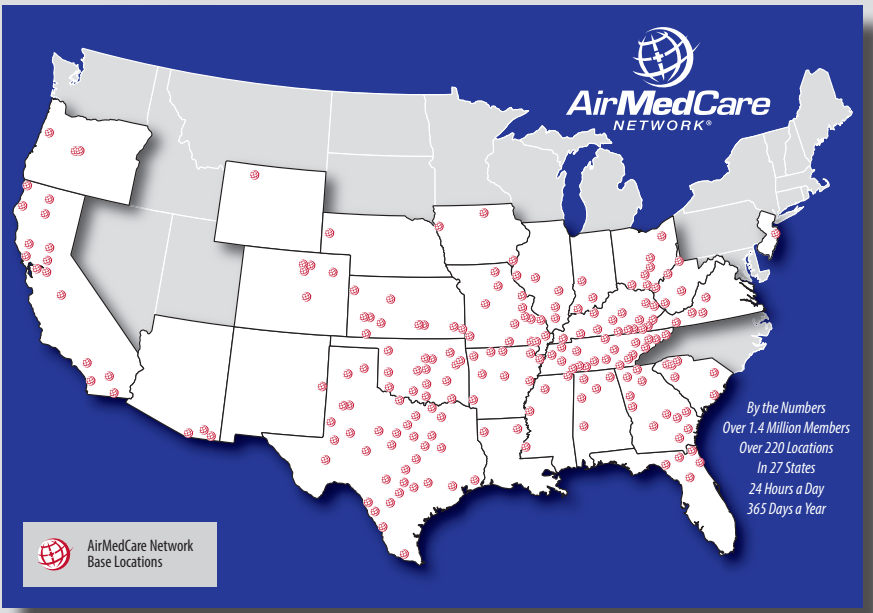 AirMedCare
NETWORK®
By the Numbers
Over 1.4 Million Members
Over 220 Locations
In 27 States
24 Hours a Day
365 Days a Year
AirMedCare Network
Base Locations